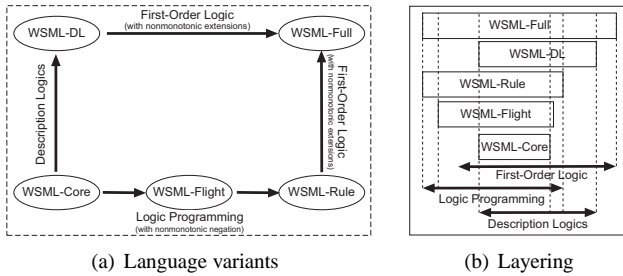 First-Order Logic
(with nonmonotonic extensions)
WSML-DL
WSML-Full
Description Logics
First-Order Logic
(with nonmonotonic extensions)
WSML-Core
WSML-Flight
WSML-Rule
Logic Programming
(with nonmonotonic negation)
(a) Language variants
WSML-Full
WSML-DL
WSML-Rule
WSML-Flight
WSML-Core
First-Order Logic
Logic Programming
Description Logics
(b) Layering